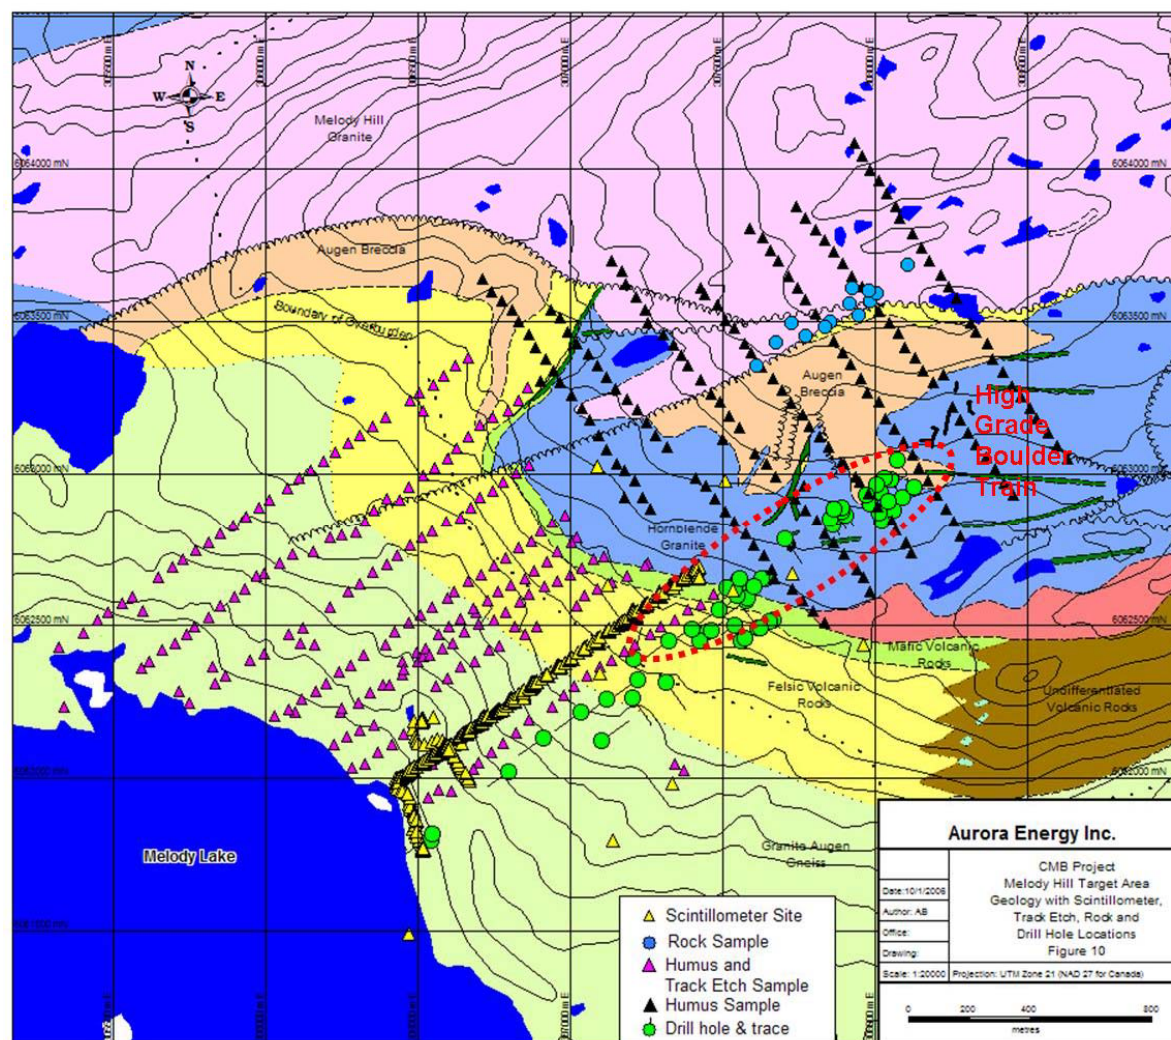 N
W E
S
Melody Hill
Granite
6064000 mN
6064000 mN
Augen Breccia
Boundary of Overburden
6063500 mN
6063500 mN
Augen
Breccia
High
Grade
Boulder
Train
6063000 mN
6063000 mN
Hornblende
Granite
6062500 mN
6062500 mN
Mafic Volcanic
Rocks
Felsic Volcanic
Rocks
Undifferentiated
Volcanic Rocks
6062000 mN
Melody Lake
Granite Augen
Gneiss
Aurora Energy Inc.
CMB Project
Melody Hill Target Area
Geology with Scintillometer,
Track Etch, Rock and
Drill Hole Locations
Figure 10
Date:10/1/2006
Author: AB
Office:
Drawing:
Scale: 1:20000
Projection: UTM Zone 21 (NAD 27 for Canada)
0 200 400 800
metres
Scintillometer Site
Rock Sample
Humus and
Track Etch Sample
Humus Sample
Drill hole & trace